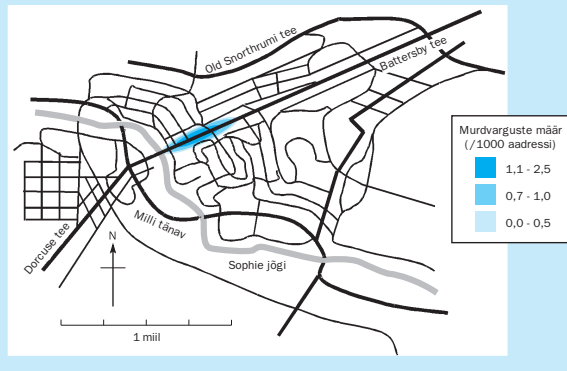 Old Snorthrumi tee
Battersby tee
Murdvarguste määr
(/1000 aadressi)
1,1 - 2,5
0,7 - 1,0
0,0 - 0,5
Milli tänav
Dorcuse tee
N
Sophie jõgi
1 miil